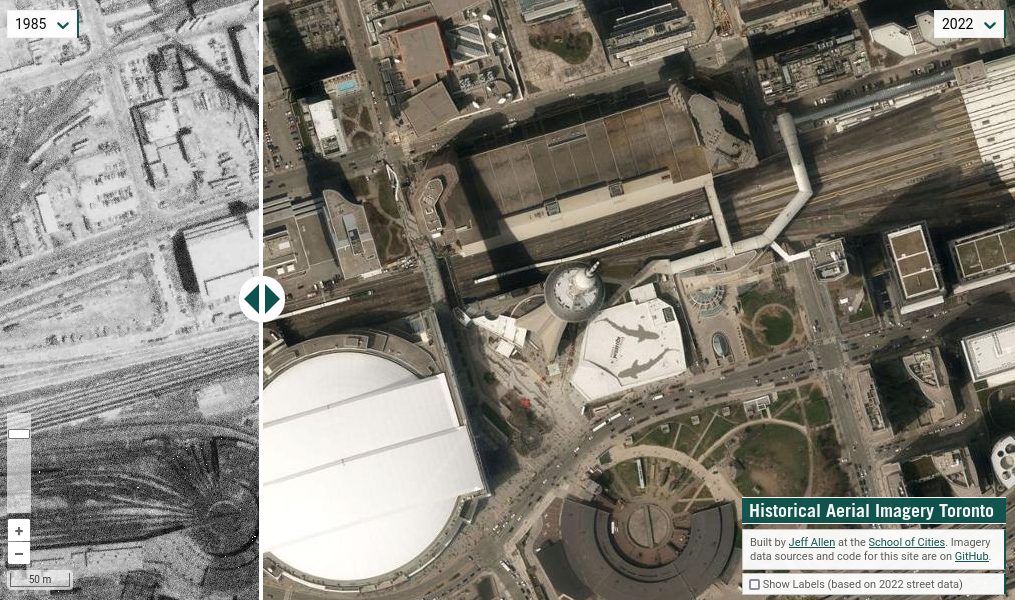 1985
2022
+
−
50 m
Historical Aerial Imagery Toronto
Built by Jeff Allen at the School of Cities. Imagery
data sources and code for this site are on GitHub.
Show Labels (based on 2022 street data)